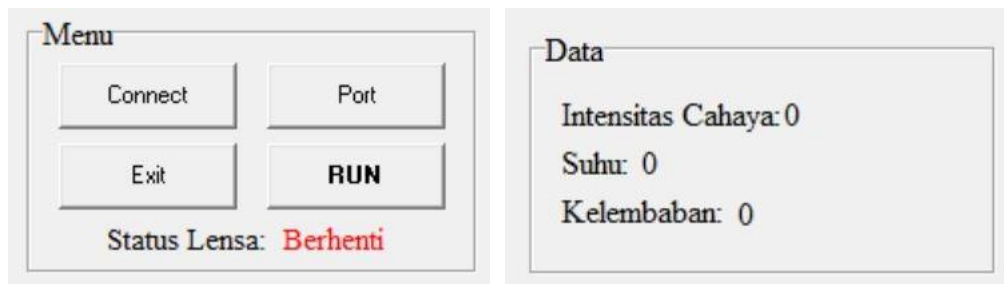 Menu
Connect
Port
Exit
RUN
Status Lensa: Berhenti
Data
Intensitas Cahaya: 0
Suhu: 0
Kelembaban: 0